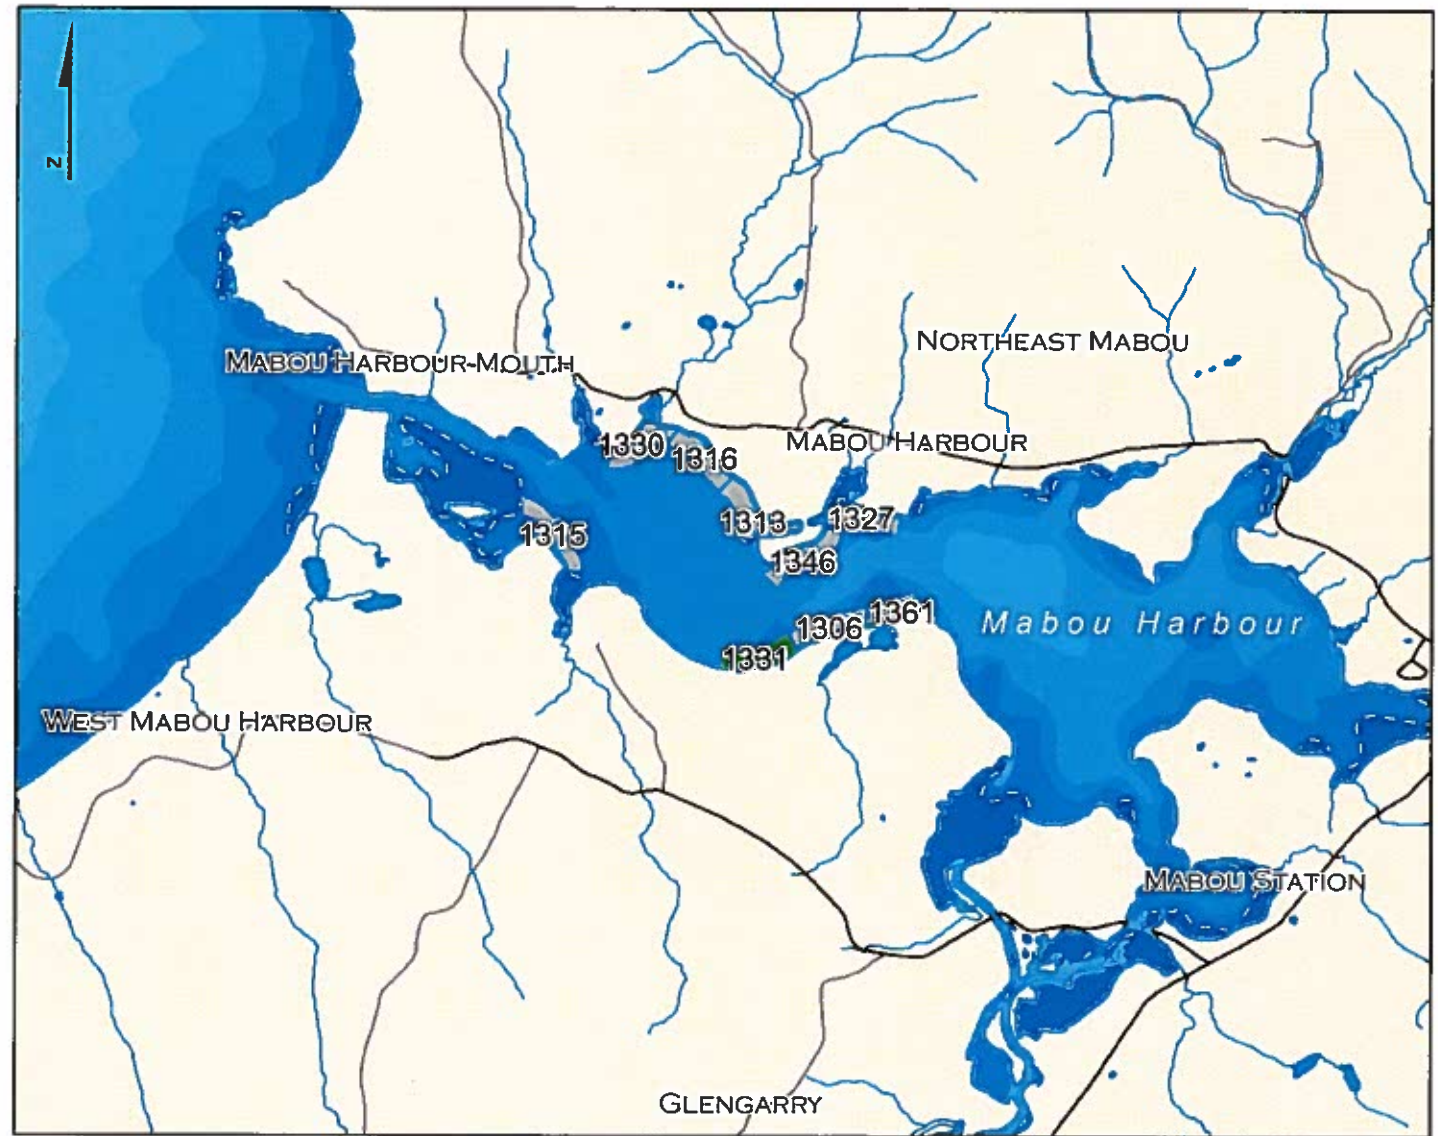 N
MABOU HARBOUR-MOUTH
NORTHEAST MABOU
1330
1316
MABOU HARBOUR
1313
1327
1315
1346
1306
1361
Mabou Harbour
1331
WEST MABOU HARBOUR
MABOU STATION
GLENGARRY